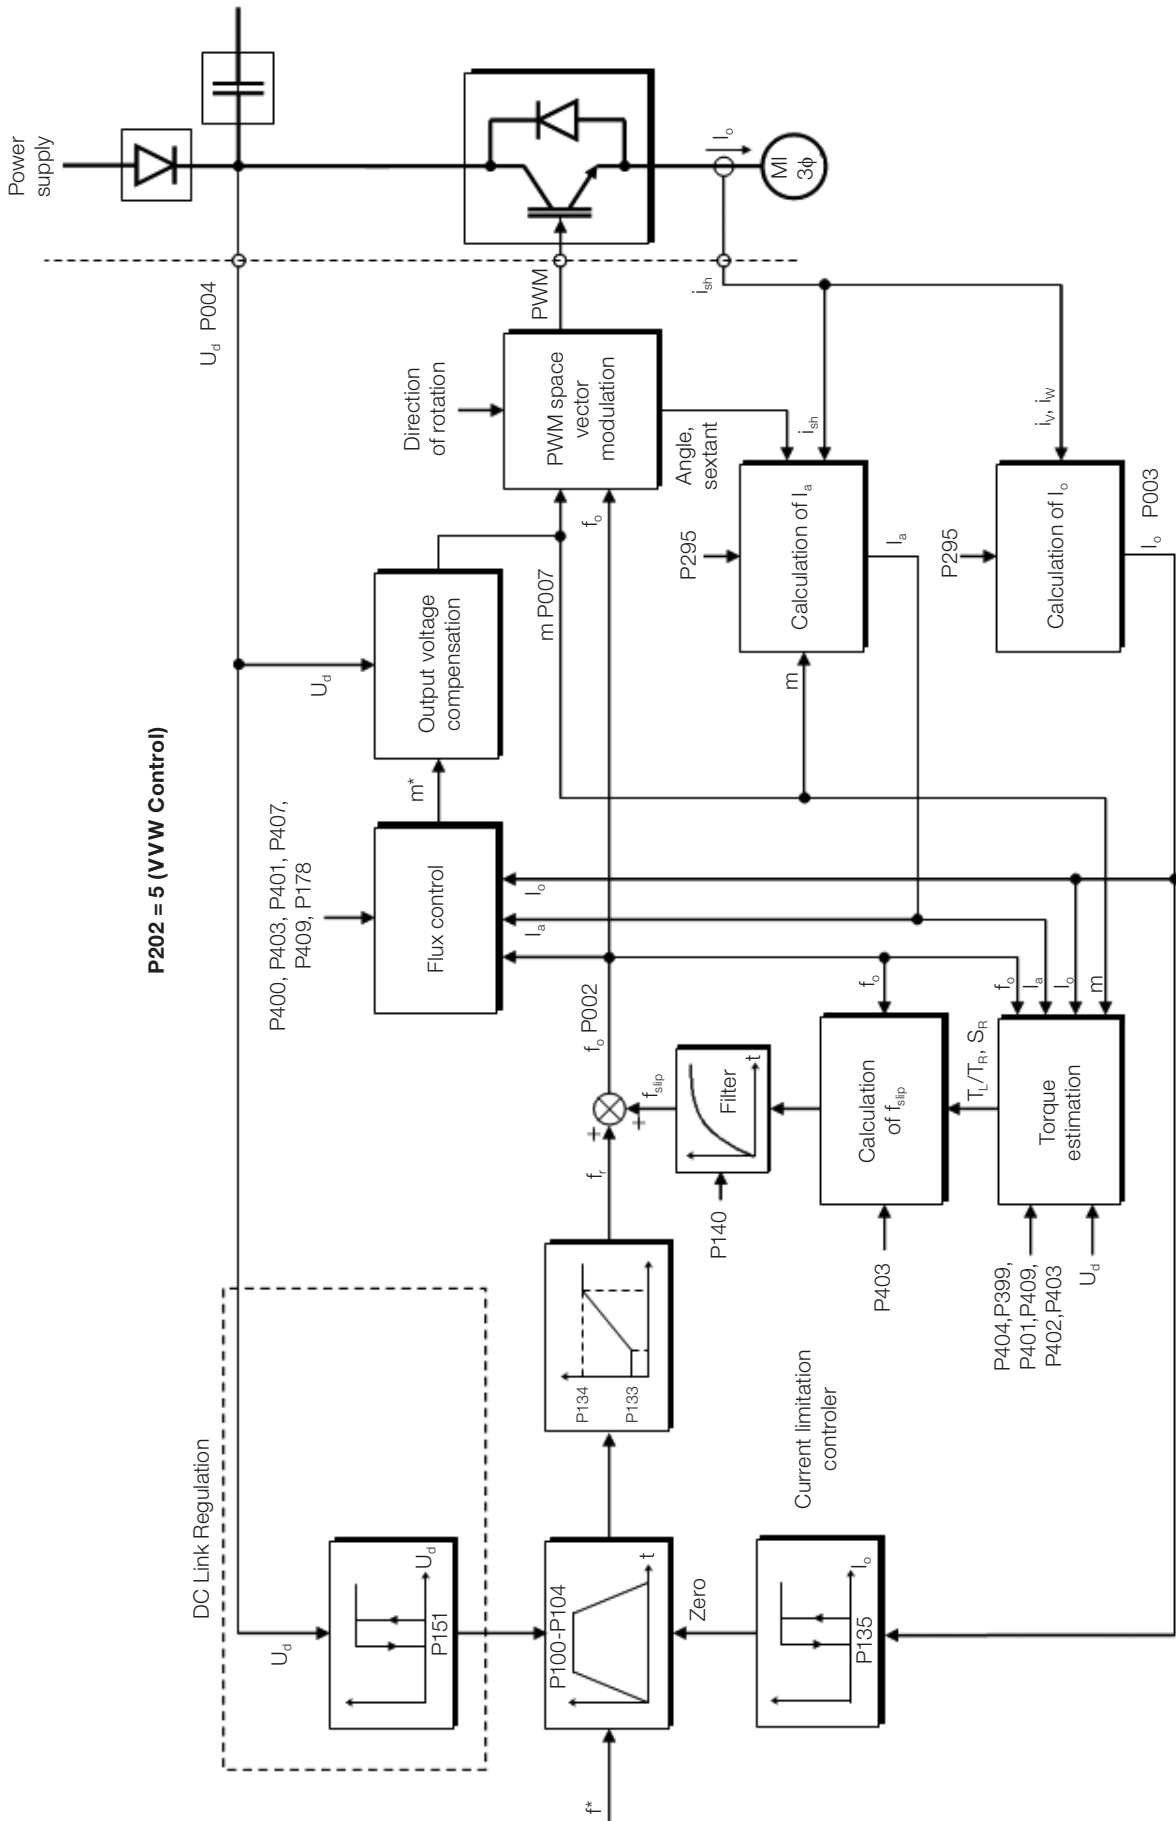 P202 = 5 (VVW Control)
Power
supply
DC Link Regulation
U_d
U_d
P151
f*
P100-P104
t
Zero
I_o
P135
Current limitation
controler
P134
P133
f_r
+
+
f_slip
f_o P002
Filter
t
P140
Calculation
of f_slip
P403
f_o
T_L/T_R, S_R
Torque
estimation
P404,P399,
P401,P409,
P402,P403
U_d
f_o
I_a
I_o
m
P400, P403, P401, P407,
P409, P178
Flux control
I_a
I_o
m*
U_d
Output voltage
compensation
m P007
f_o
Direction
of rotation
PWM space
vector
modulation
PWM
Angle,
sextant
U_d P004
P295
Calculation of I_a
m
I_a
i_sh
i_sh
P295
Calculation of I_o
i_V, i_W
I_o P003
I_o
MI
3ϕ